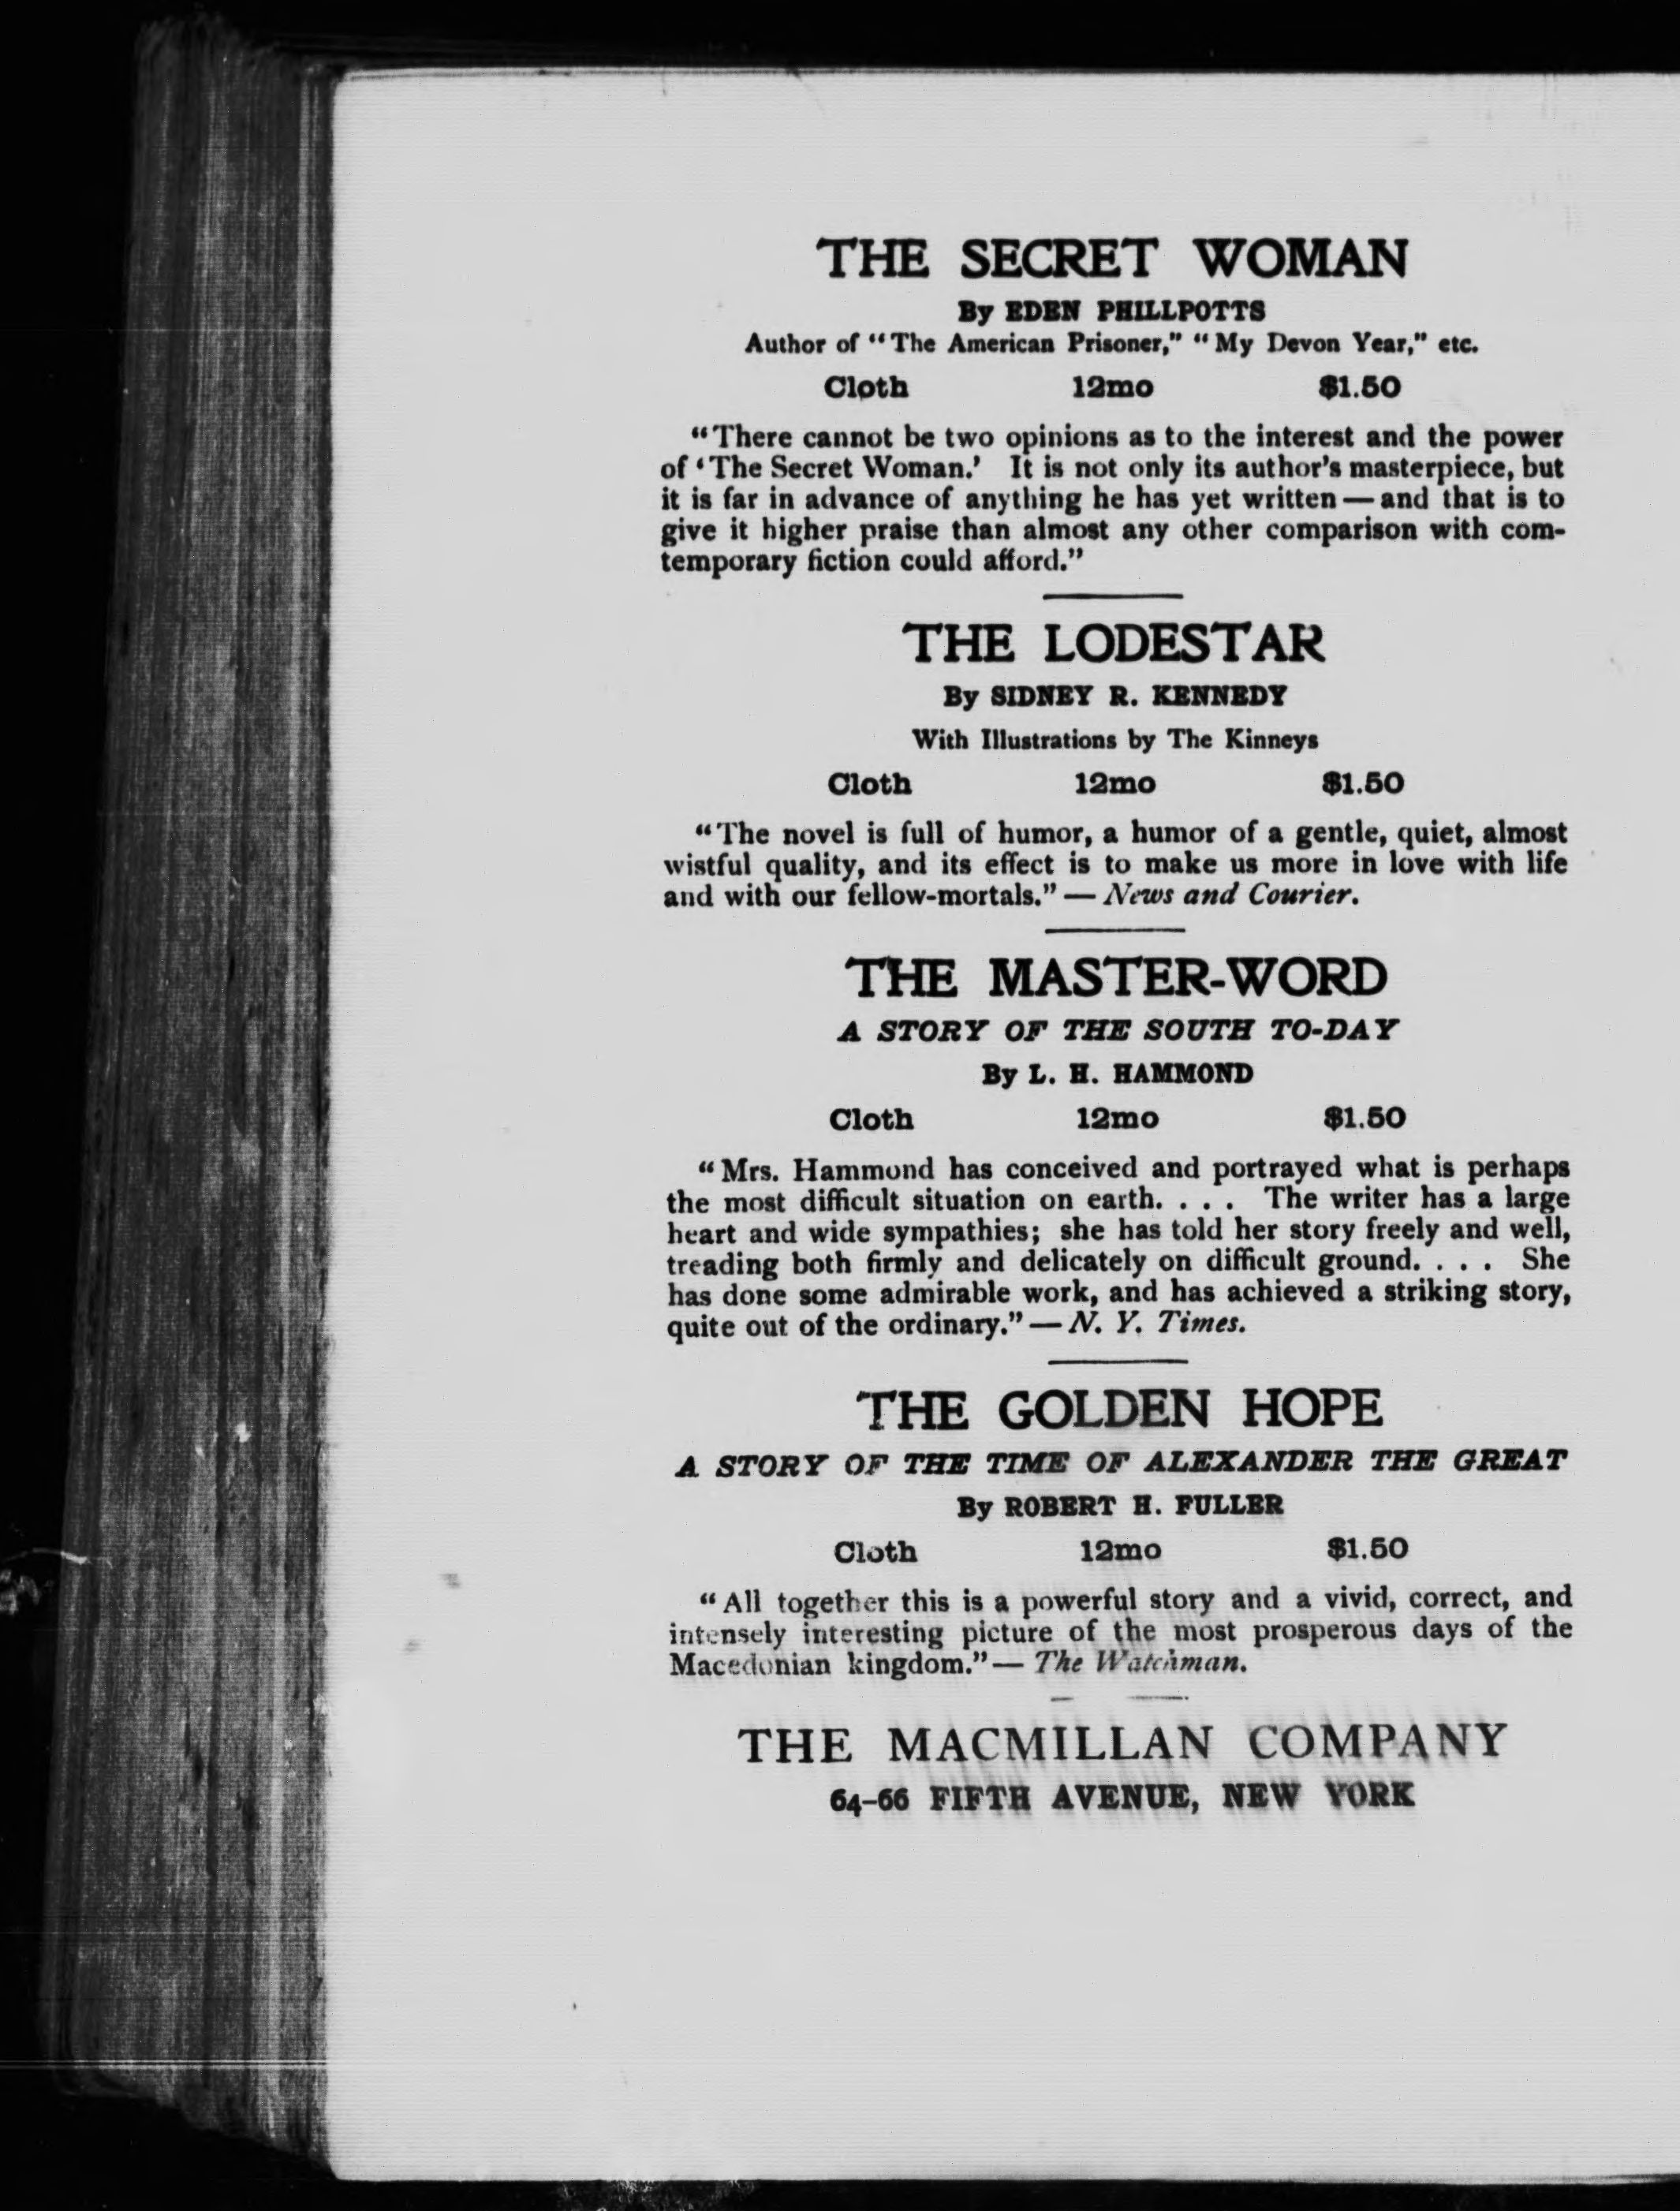 THE SECRET WOMAN
By EDEN PHILLPOTTS
Author of “The American Prisoner,” “My Devon Year,” etc.
Cloth 12mo $1.50
“There cannot be two opinions as to the interest and the power
of ‘The Secret Woman.’ It is not only its author’s masterpiece, but
it is far in advance of anything he has yet written — and that is to
give it higher praise than almost any other comparison with com-
temporary fiction could afford.”
THE LODESTAR
By SIDNEY R. KENNEDY
With Illustrations by The Kinneys
Cloth 12mo $1.50
“The novel is full of humor, a humor of a gentle, quiet, almost
wistful quality, and its effect is to make us more in love with life
and with our fellow-mortals.” — News and Courier.
THE MASTER-WORD
A STORY OF THE SOUTH TO-DAY
By L. H. HAMMOND
Cloth 12mo $1.50
“Mrs. Hammond has conceived and portrayed what is perhaps
the most difficult situation on earth. . . . The writer has a large
heart and wide sympathies; she has told her story freely and well,
treading both firmly and delicately on difficult ground. . . . She
has done some admirable work, and has achieved a striking story,
quite out of the ordinary.” — N. Y. Times.
THE GOLDEN HOPE
A STORY OF THE TIME OF ALEXANDER THE GREAT
By ROBERT H. FULLER
Cloth 12mo $1.50
“All together this is a powerful story and a vivid, correct, and
intensely interesting picture of the most prosperous days of the
Macedonian kingdom.” — The Watchman.
THE MACMILLAN COMPANY
64–66 FIFTH AVENUE, NEW YORK